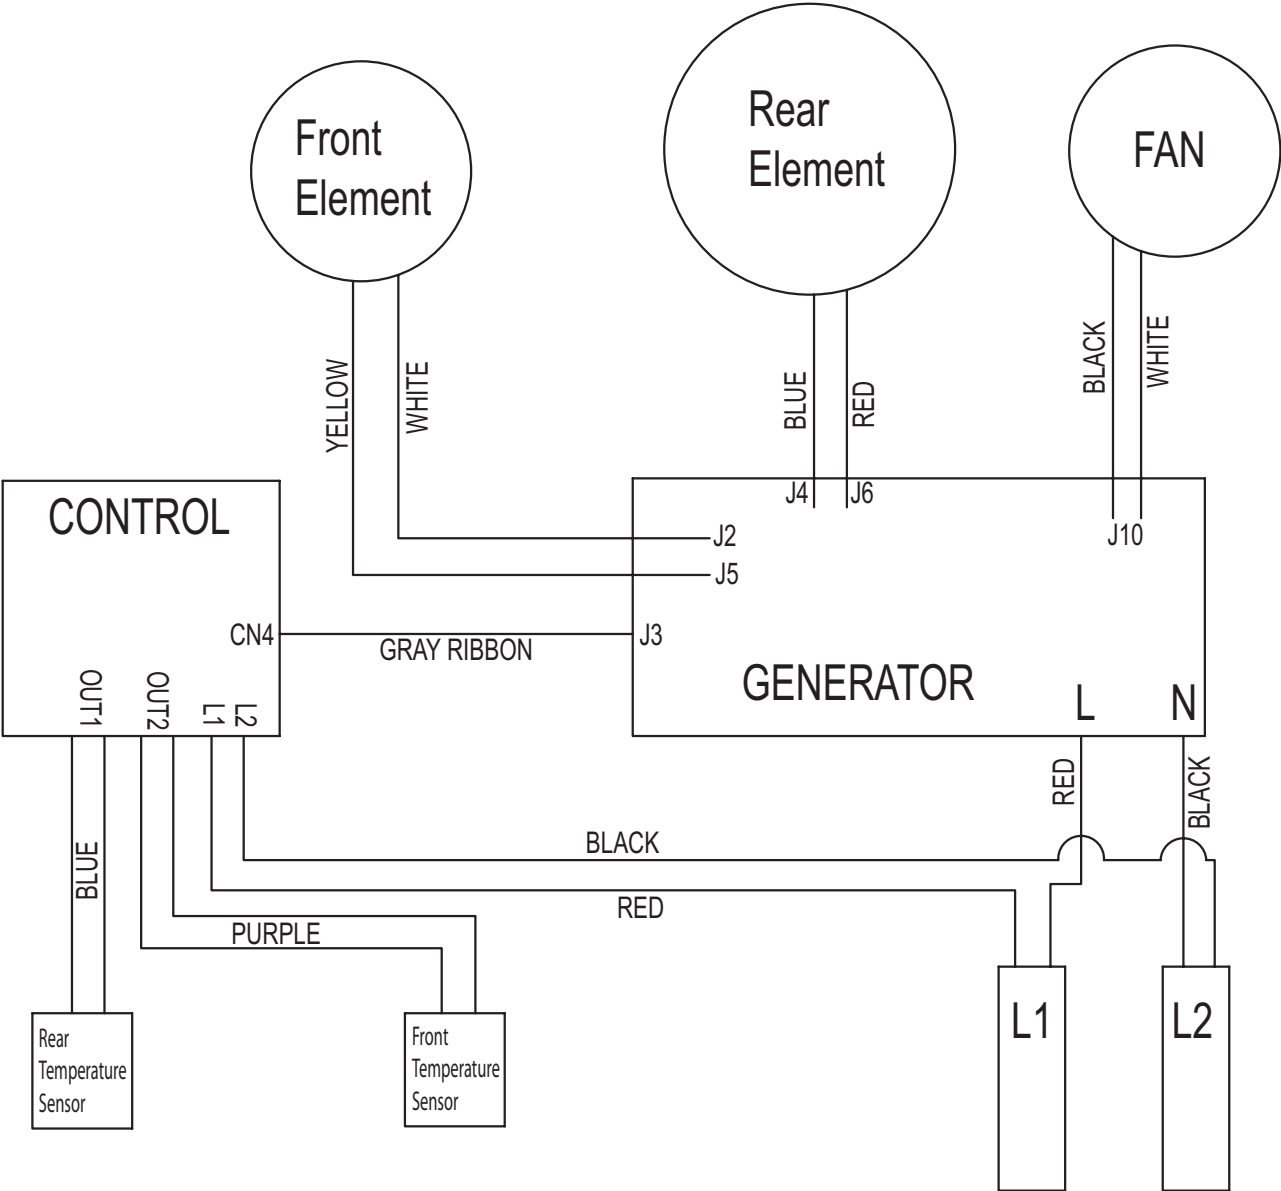 Front
Element
Rear
Element
FAN
YELLOW
WHITE
BLUE
RED
BLACK
WHITE
CONTROL
J4
J6
J2
J5
J10
CN4
GRAY RIBBON
J3
GENERATOR
L
N
OUT1
OUT2
L1
L2
RED
BLACK
BLACK
RED
BLUE
PURPLE
Rear
Temperature
Sensor
Front
Temperature
Sensor
L1
L2